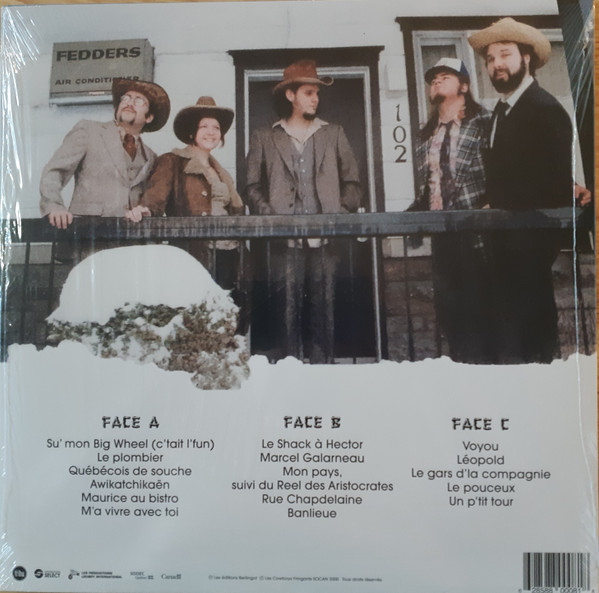 FEDDERS
AIR CONDITIONER
102
FACE A
Su' mon Big Wheel (c'tait l'fun)
Le plombier
Québécois de souche
Awikatchikaën
Maurice au bistro
M'a vivre avec toi
FACE B
Le Shack à Hector
Marcel Galarneau
Mon pays,
suivi du Reel des Aristocrates
Rue Chapdelaine
Banlieue
FACE C
Voyou
Léopold
Le gars d'la compagnie
Le pouceux
Un p'tit tour
SELECT
Canada